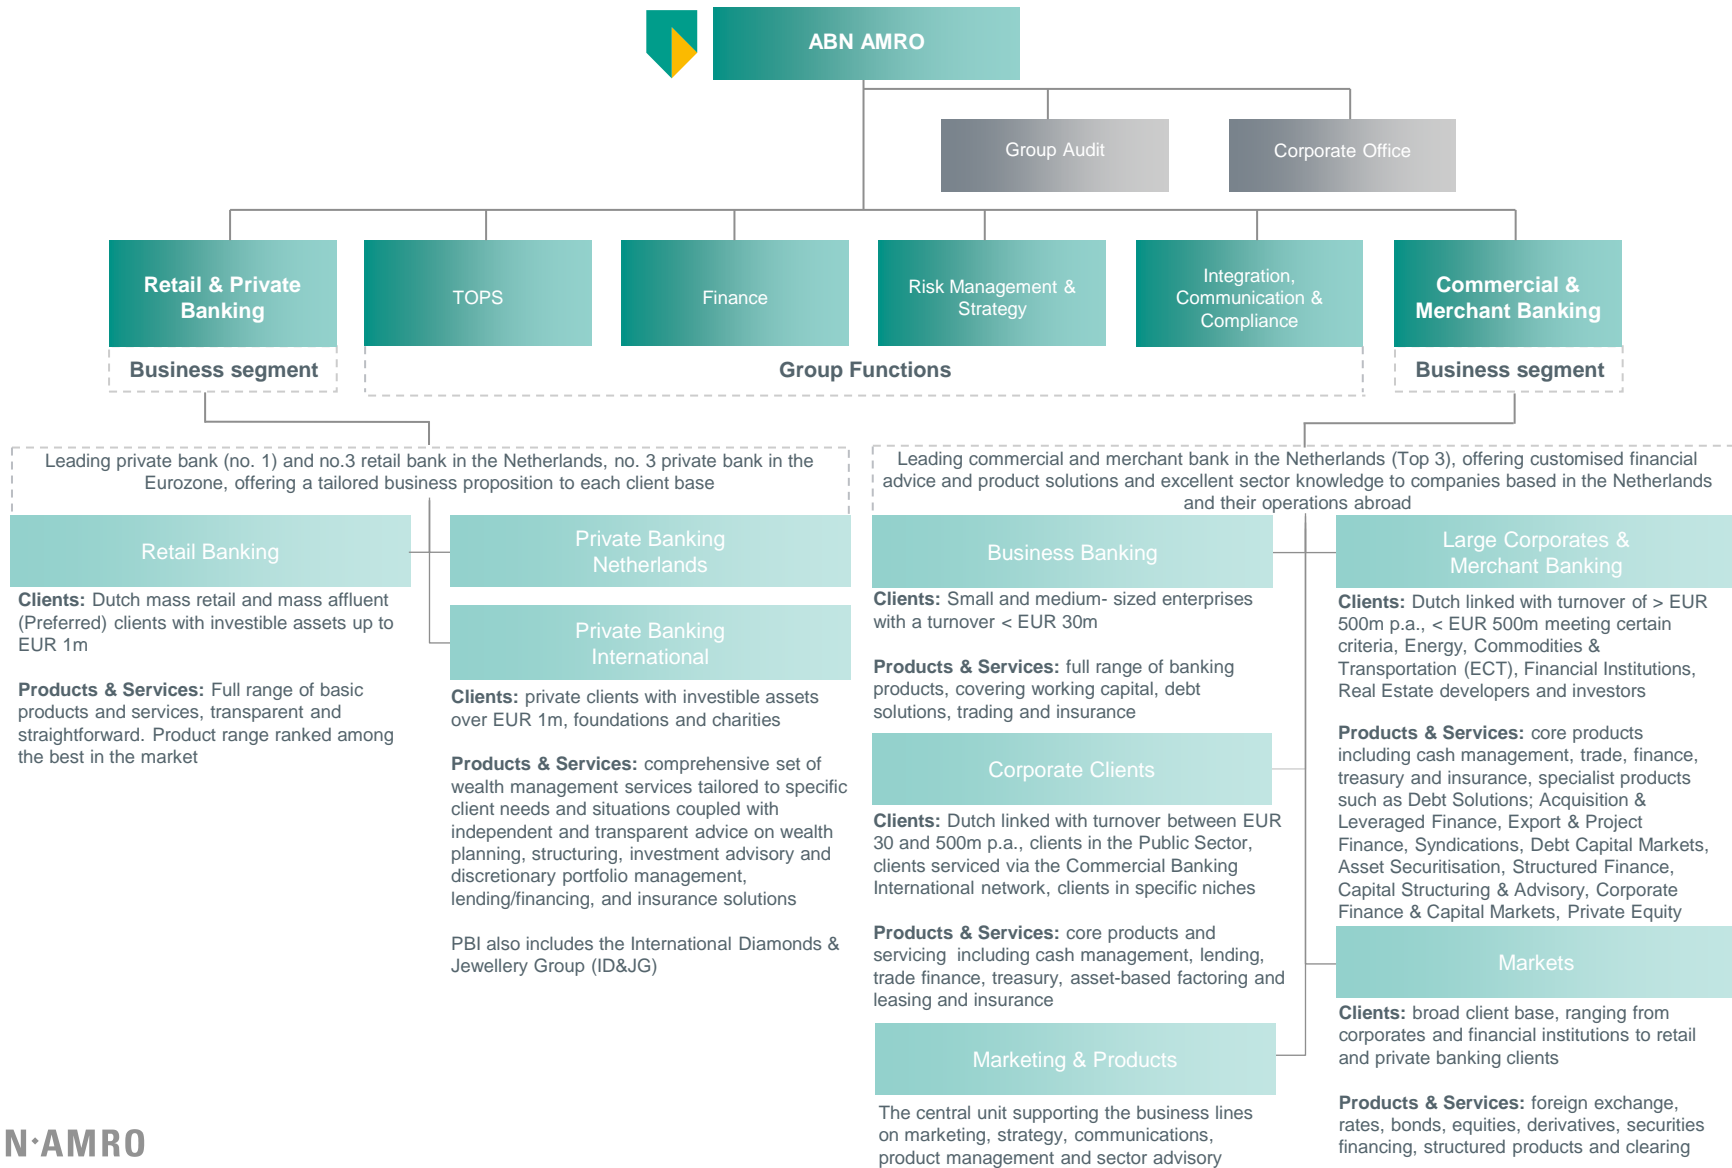 ABN AMRO
Group Audit
Corporate Office
Retail & Private
Banking
TOPS
Finance
Risk Management &
Strategy
Integration,
Communication &
Compliance
Commercial &
Merchant Banking
Business segment
Group Functions
Business segment
Leading private bank (no. 1) and no.3 retail bank in the Netherlands, no. 3 private bank in the
Eurozone, offering a tailored business proposition to each client base
Retail Banking
Clients: Dutch mass retail and mass affluent
(Preferred) clients with investible assets up to
EUR 1m
Products & Services: Full range of basic
products and services, transparent and
straightforward. Product range ranked among
the best in the market
Private Banking
Netherlands
Private Banking
International
Clients: private clients with investible assets
over EUR 1m, foundations and charities
Products & Services: comprehensive set of
wealth management services tailored to specific
client needs and situations coupled with
independent and transparent advice on wealth
planning, structuring, investment advisory and
discretionary portfolio management,
lending/financing, and insurance solutions
PBI also includes the International Diamonds &
Jewellery Group (ID&JG)
Leading commercial and merchant bank in the Netherlands (Top 3), offering customised financial
advice and product solutions and excellent sector knowledge to companies based in the Netherlands
and their operations abroad
Business Banking
Clients: Small and medium- sized enterprises
with a turnover < EUR 30m
Products & Services: full range of banking
products, covering working capital, debt
solutions, trading and insurance
Corporate Clients
Clients: Dutch linked with turnover between EUR
30 and 500m p.a., clients in the Public Sector,
clients serviced via the Commercial Banking
International network, clients in specific niches
Products & Services: core products and
servicing including cash management, lending,
trade finance, treasury, asset-based factoring and
leasing and insurance
Marketing & Products
The central unit supporting the business lines
on marketing, strategy, communications,
product management and sector advisory
Large Corporates &
Merchant Banking
Clients: Dutch linked with turnover of > EUR
500m p.a., < EUR 500m meeting certain
criteria, Energy, Commodities &
Transportation (ECT), Financial Institutions,
Real Estate developers and investors
Products & Services: core products
including cash management, trade, finance,
treasury and insurance, specialist products
such as Debt Solutions; Acquisition &
Leveraged Finance, Export & Project
Finance, Syndications, Debt Capital Markets,
Asset Securitisation, Structured Finance,
Capital Structuring & Advisory, Corporate
Finance & Capital Markets, Private Equity
Markets
Clients: broad client base, ranging from
corporates and financial institutions to retail
and private banking clients
Products & Services: foreign exchange,
rates, bonds, equities, derivatives, securities
financing, structured products and clearing
N·AMRO